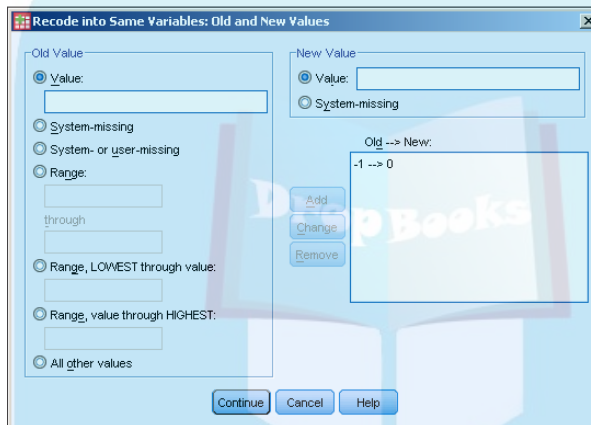 Recode into Same Variables: Old and New Values
Old Value
Value:
System-missing
System- or user-missing
Range:
through
Range, LOWEST through value:
Range, value through HIGHEST:
All other values
New Value
Value:
System-missing
Old --> New:
-1 --> 0
Add
Change
Remove
Continue
Cancel
Help
DropBooks